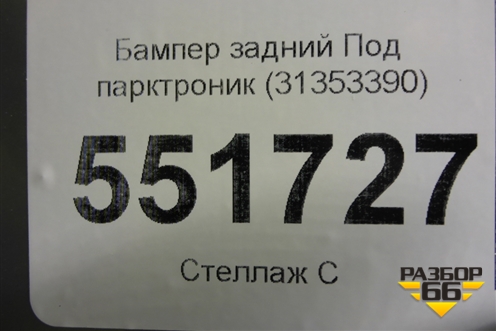 Бампер задний Под
парктроник (31353390)
551727
Стеллаж С
РАЗБОР
66